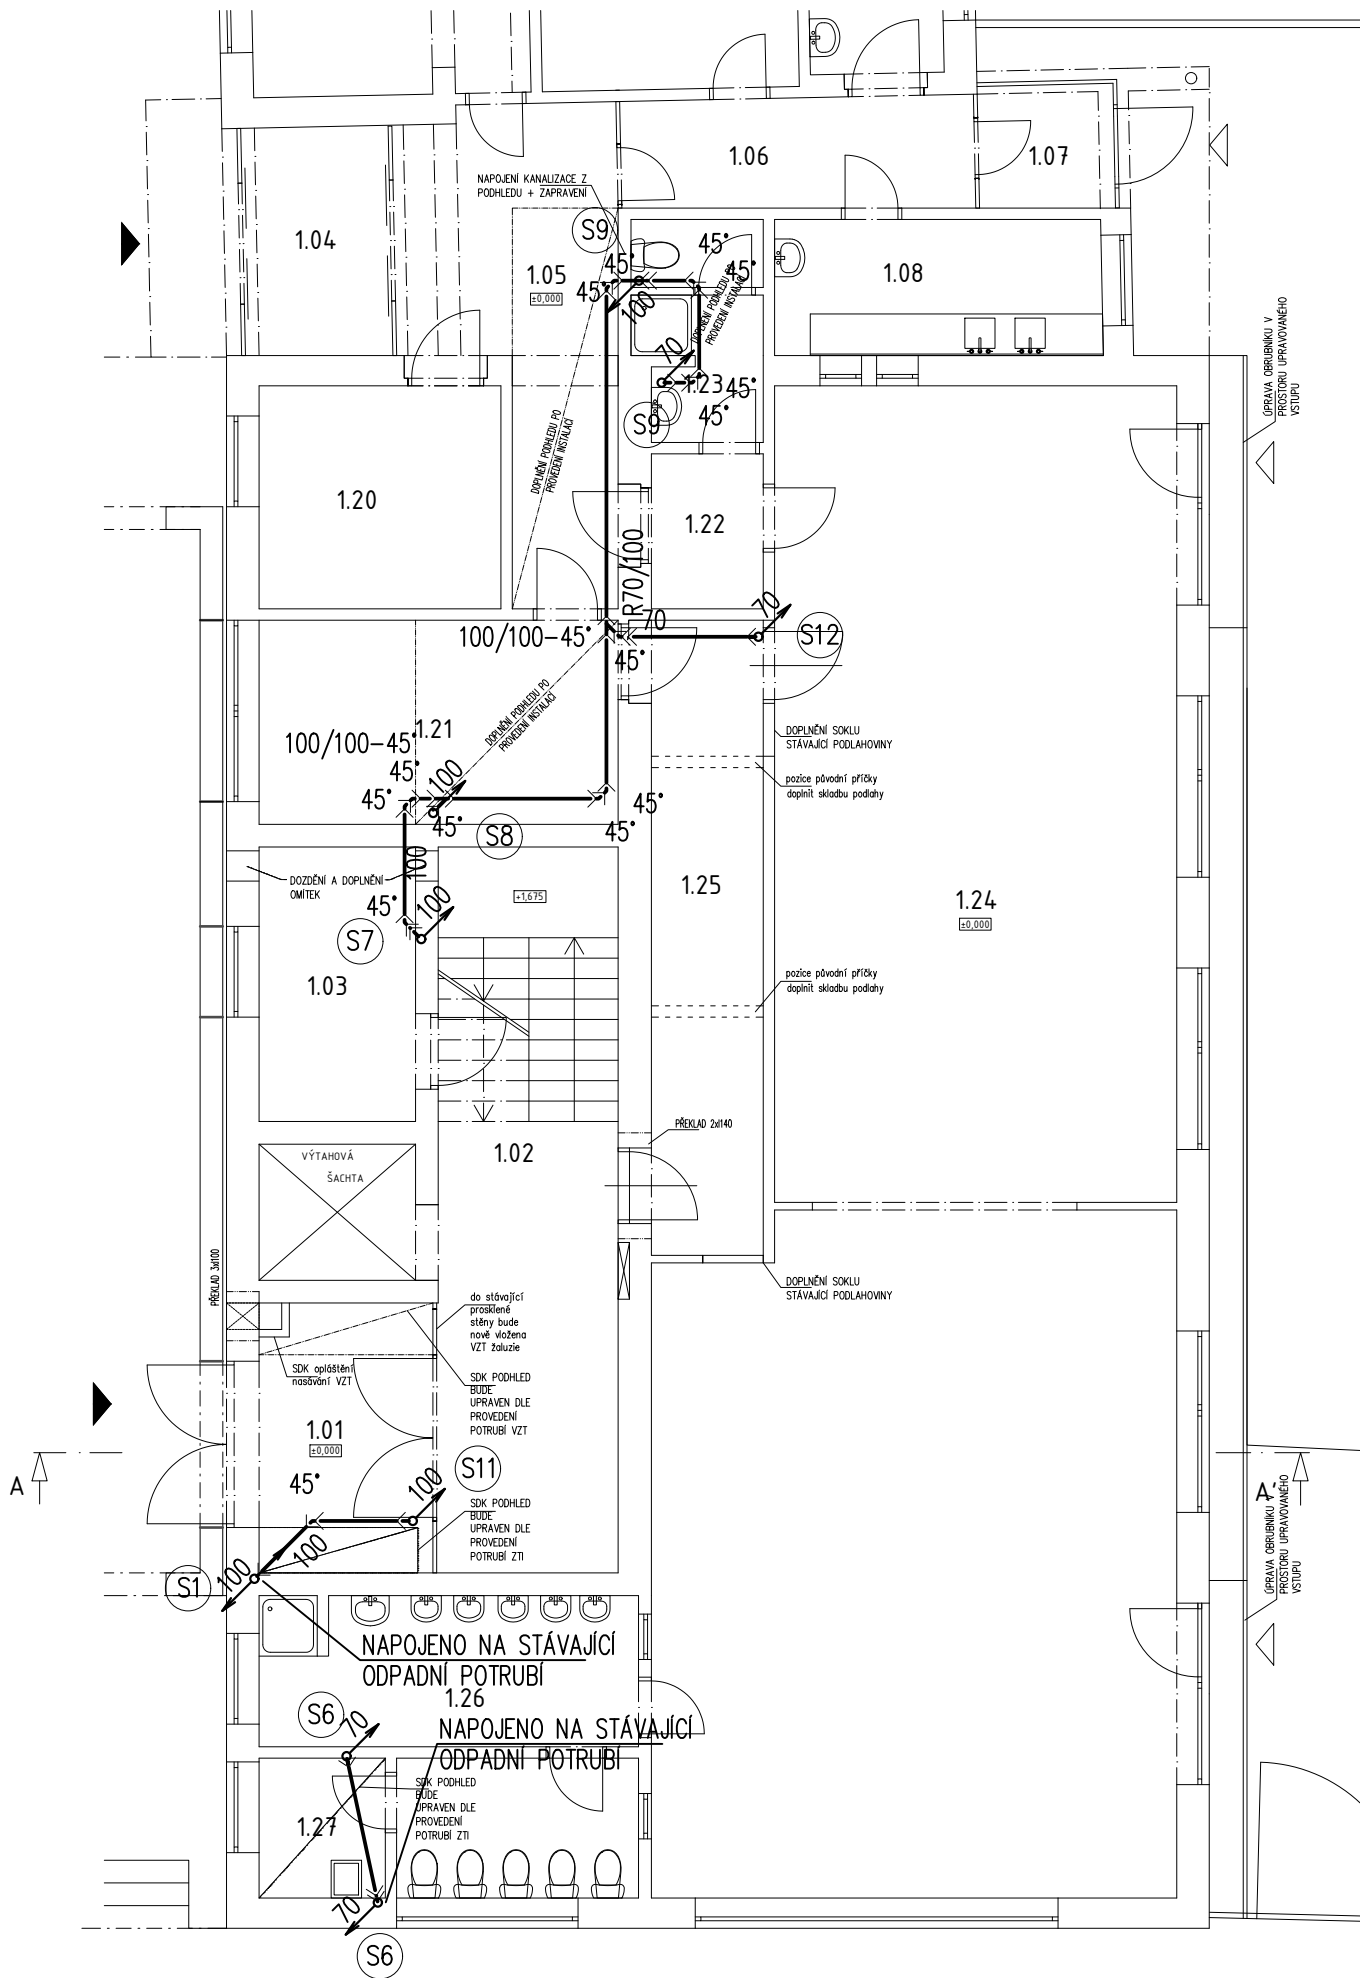 1.06
1.07
NAPOJENÍ KANALIZACE Z
PODHLEDU + ZAPRAVENÍ
1.04
S9
45°
45°
45°
1.05
±0,000
45°
100
DOPLNĚNÍ PODHLEDU PO
PROVEDENÍ INSTALACÍ
1.08
70
1.23
45°
45°
S9
ÚPRAVA OBRUBNÍKU V
PROSTORU UPRAVOVANÉHO
VSTUPU
DOPLNĚNÍ PODHLEDU PO
PROVEDENÍ INSTALACÍ
1.20
1.22
R70/100
70
70
S12
100/100-45°
45°
DOPLNĚNÍ PODHLEDU PO
PROVEDENÍ INSTALACÍ
1.21
100/100-45°
45°
100
45°
45°
45°
45°
S8
DOPLNĚNÍ SOKLU
STÁVAJÍCÍ PODLAHOVINY
pozice původní příčky
doplnit skladbu podlahy
100
DOZDĚNÍ A DOPLNĚNÍ
OMÍTEK
45°
100
S7
+1,675
1.25
1.24
±0,000
1.03
pozice původní příčky
doplnit skladbu podlahy
PŘEKLAD 2xI140
1.02
VÝTAHOVÁ
ŠACHTA
PŘEKLAD 3xI100
DOPLNĚNÍ SOKLU
STÁVAJÍCÍ PODLAHOVINY
do stávající
prosklené
stěny bude
nově vložena
VZT žaluzie
SDK opláštění
nasávání VZT
SDK PODHLED
BUDE
UPRAVEN DLE
PROVEDENÍ
POTRUBÍ VZT
1.01
±0,000
A
A'
S11
45°
100
SDK PODHLED
BUDE
UPRAVEN DLE
PROVEDENÍ
POTRUBÍ ZTI
ÚPRAVA OBRUBNÍKU V
PROSTORU UPRAVOVANÉHO
VSTUPU
100
S1
100
NAPOJENO NA STÁVAJÍCÍ
ODPADNÍ POTRUBÍ
1.26
S6
70
NAPOJENO NA STÁVAJÍCÍ
ODPADNÍ POTRUBÍ
SDK PODHLED
BUDE
UPRAVEN DLE
PROVEDENÍ
POTRUBÍ ZTI
1.27
70
S6